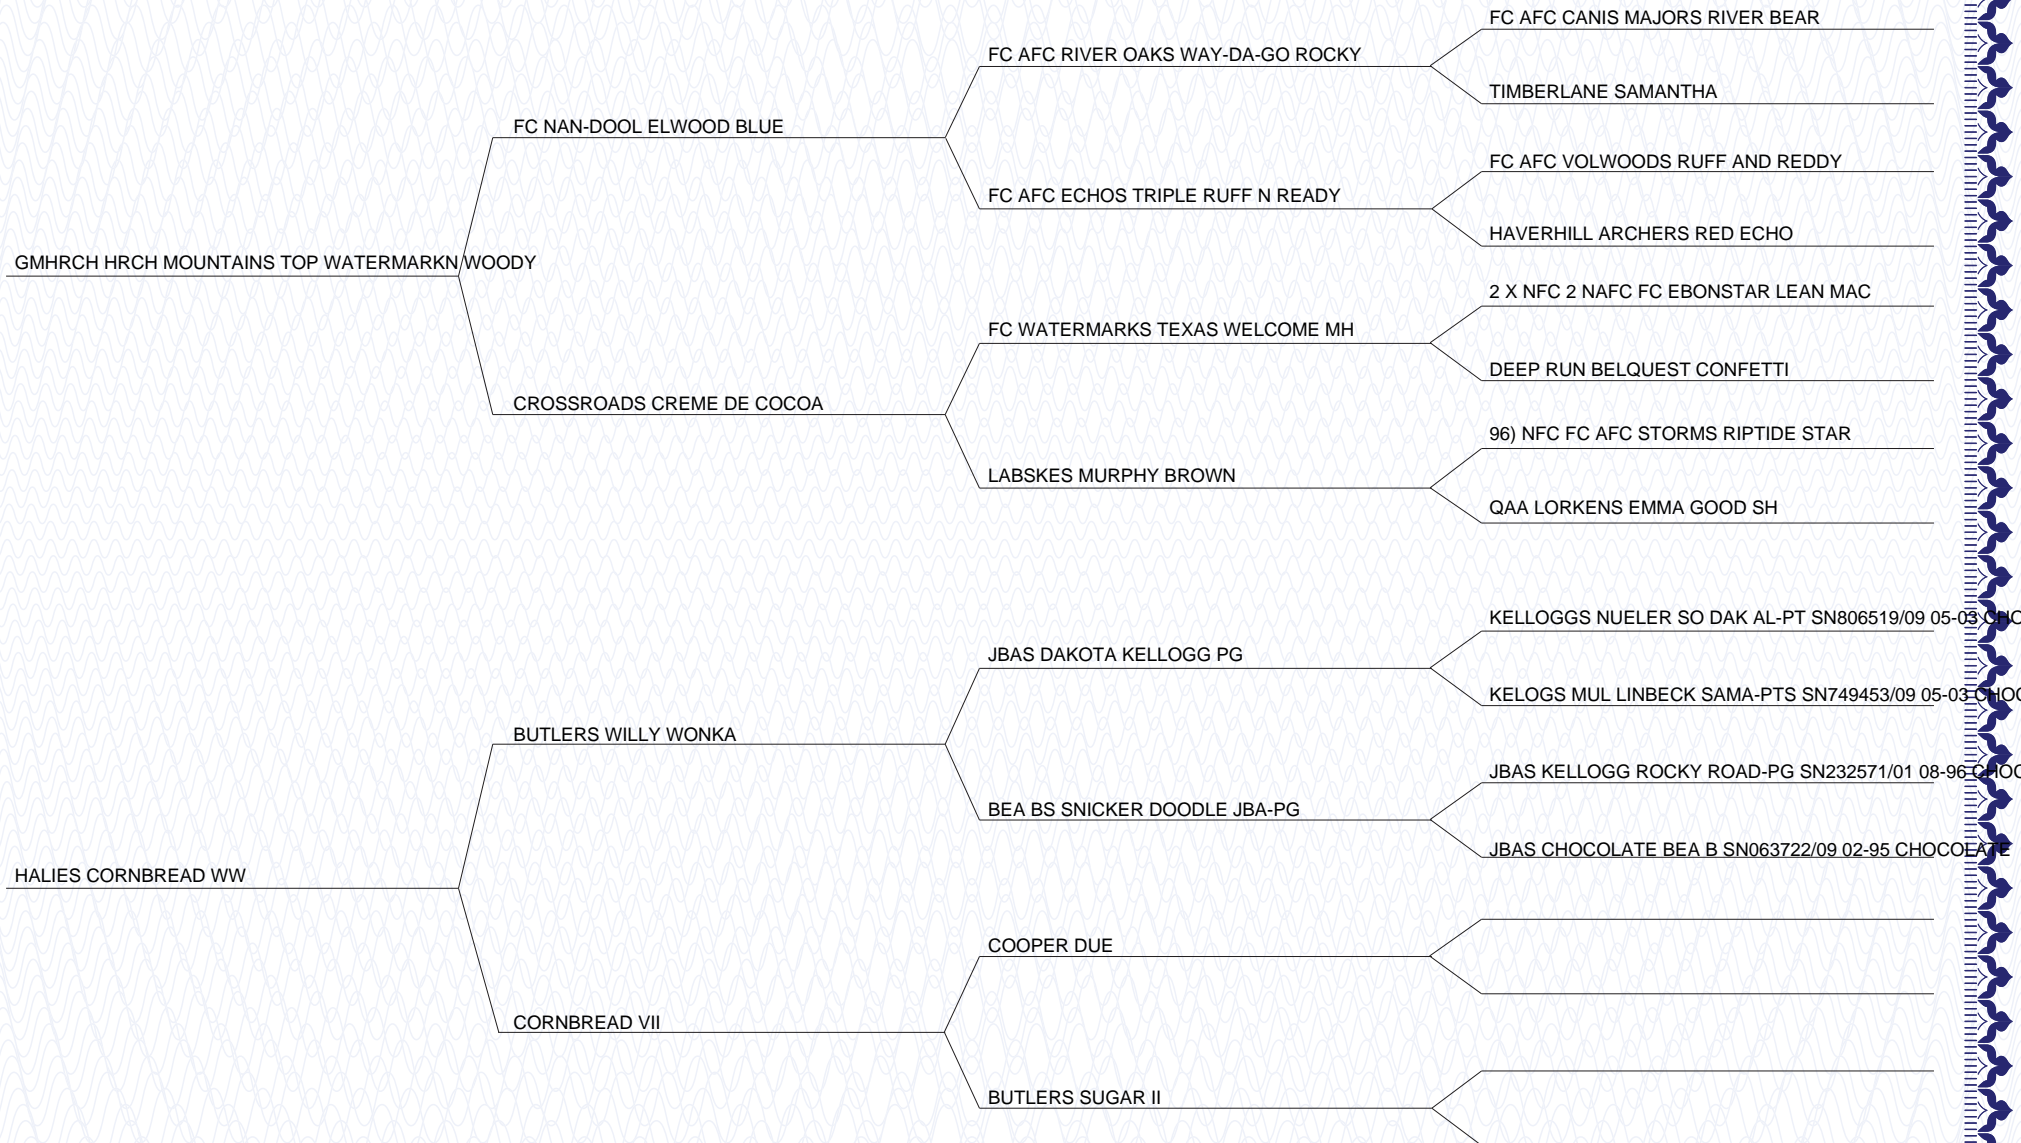 FC AFC CANIS MAJORS RIVER BEAR
FC AFC RIVER OAKS WAY-DA-GO ROCKY
TIMBERLANE SAMANTHA
FC NAN-DOOL ELWOOD BLUE
FC AFC VOLWOODS RUFF AND REDDY
FC AFC ECHOS TRIPLE RUFF N READY
HAVERHILL ARCHERS RED ECHO
GMHRCH HRCH MOUNTAINS TOP WATERMARKN WOODY
2 X NFC 2 NAFC FC EBONSTAR LEAN MAC
FC WATERMARKS TEXAS WELCOME MH
DEEP RUN BELQUEST CONFETTI
CROSSROADS CREME DE COCOA
96) NFC FC AFC STORMS RIPTIDE STAR
LABSKES MURPHY BROWN
QAA LORKENS EMMA GOOD SH
KELLOGGS NUELER SO DAK AL-PT SN806519/09 05-03 CHO
JBAS DAKOTA KELLOGG PG
KELOGS MUL LINBECK SAMA-PTS SN749453/09 05-03 CHOC
BUTLERS WILLY WONKA
JBAS KELLOGG ROCKY ROAD-PG SN232571/01 08-96 CHOC
BEA BS SNICKER DOODLE JBA-PG
JBAS CHOCOLATE BEA B SN063722/09 02-95 CHOCOLATE
HALIES CORNBREAD WW
COOPER DUE
CORNBREAD VII
BUTLERS SUGAR II